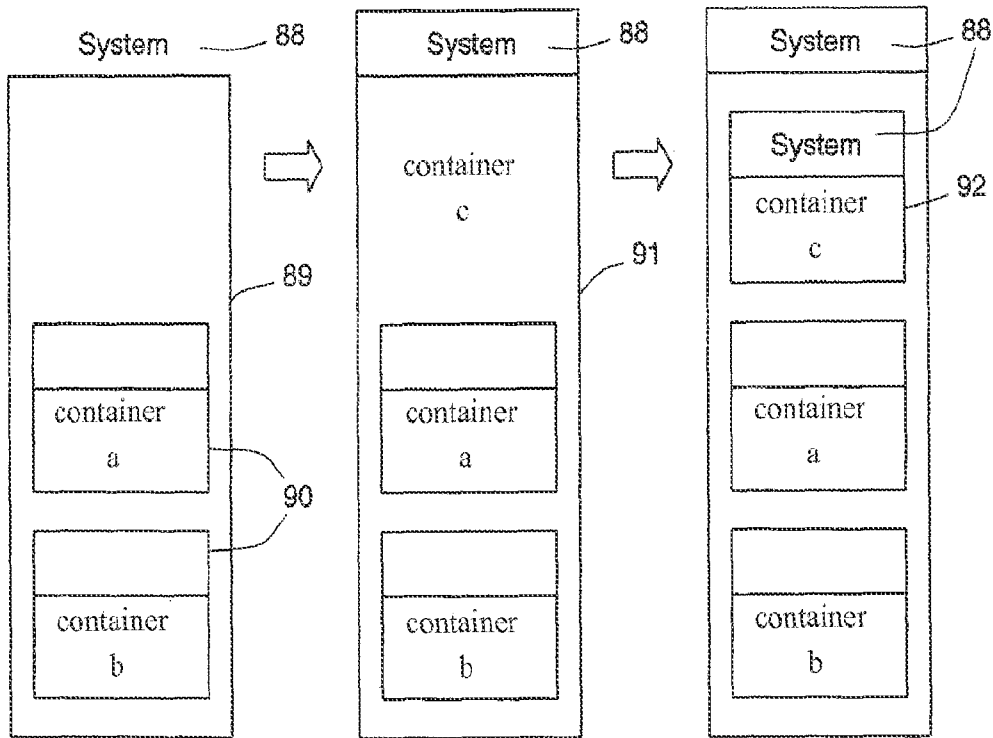 System 88
89
container
a
90
container
b
System 88
container
c
91
container
a
container
b
System 88
System
92
container
c
container
a
container
b